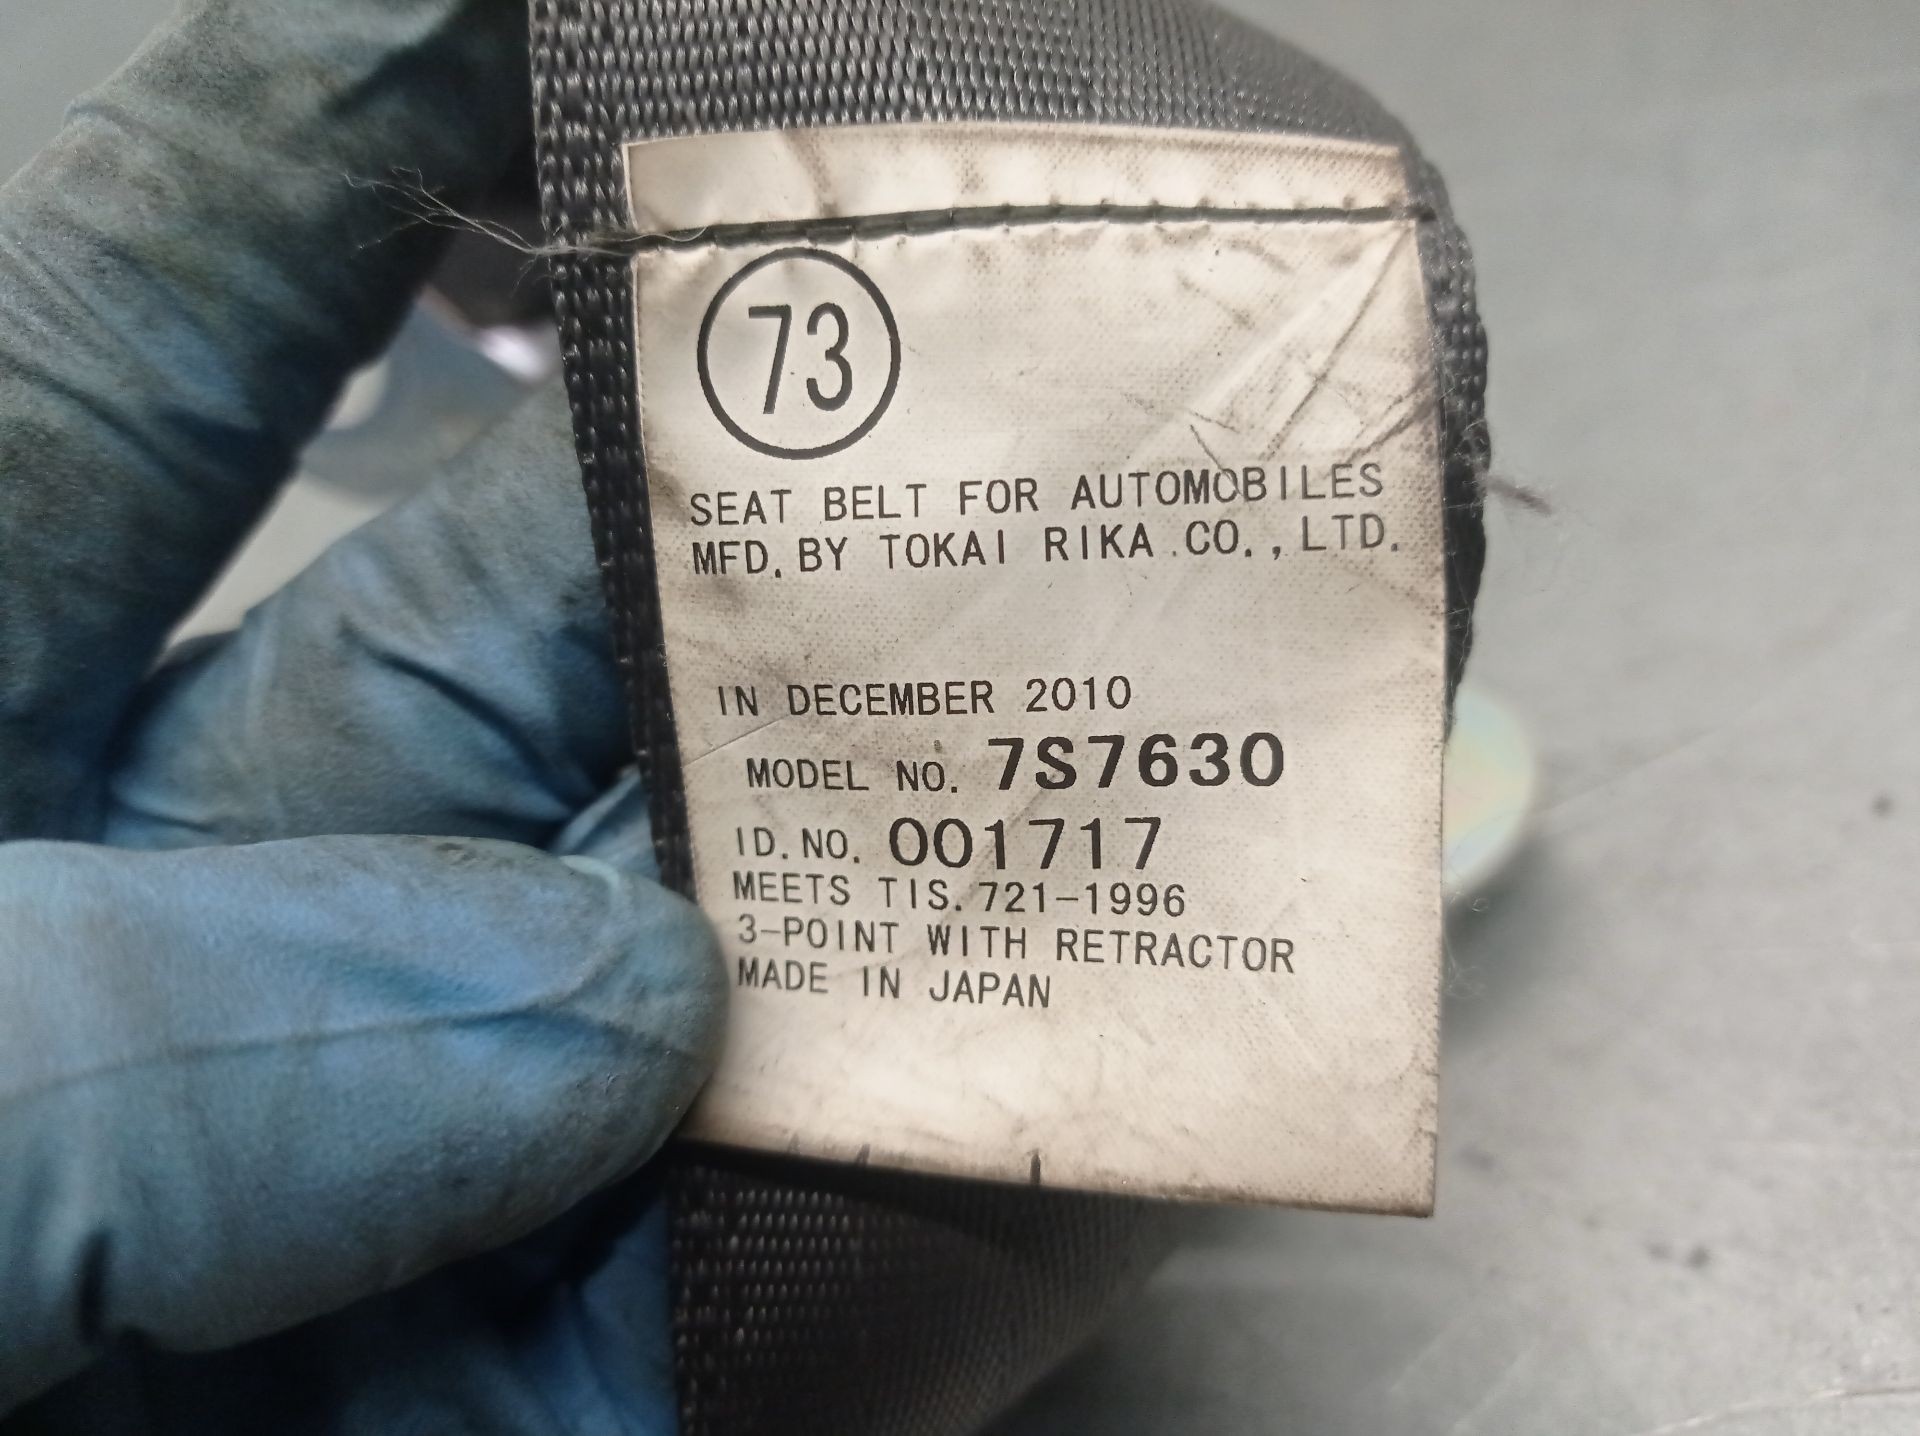 73
SEAT BELT FOR AUTOMOBILES
MFD. BY TOKAI RIKA CO., LTD.
IN DECEMBER 2010
MODEL NO. 7S7630
ID. NO. 001717
MEETS TIS. 721-1996
3-POINT WITH RETRACTOR
MADE IN JAPAN